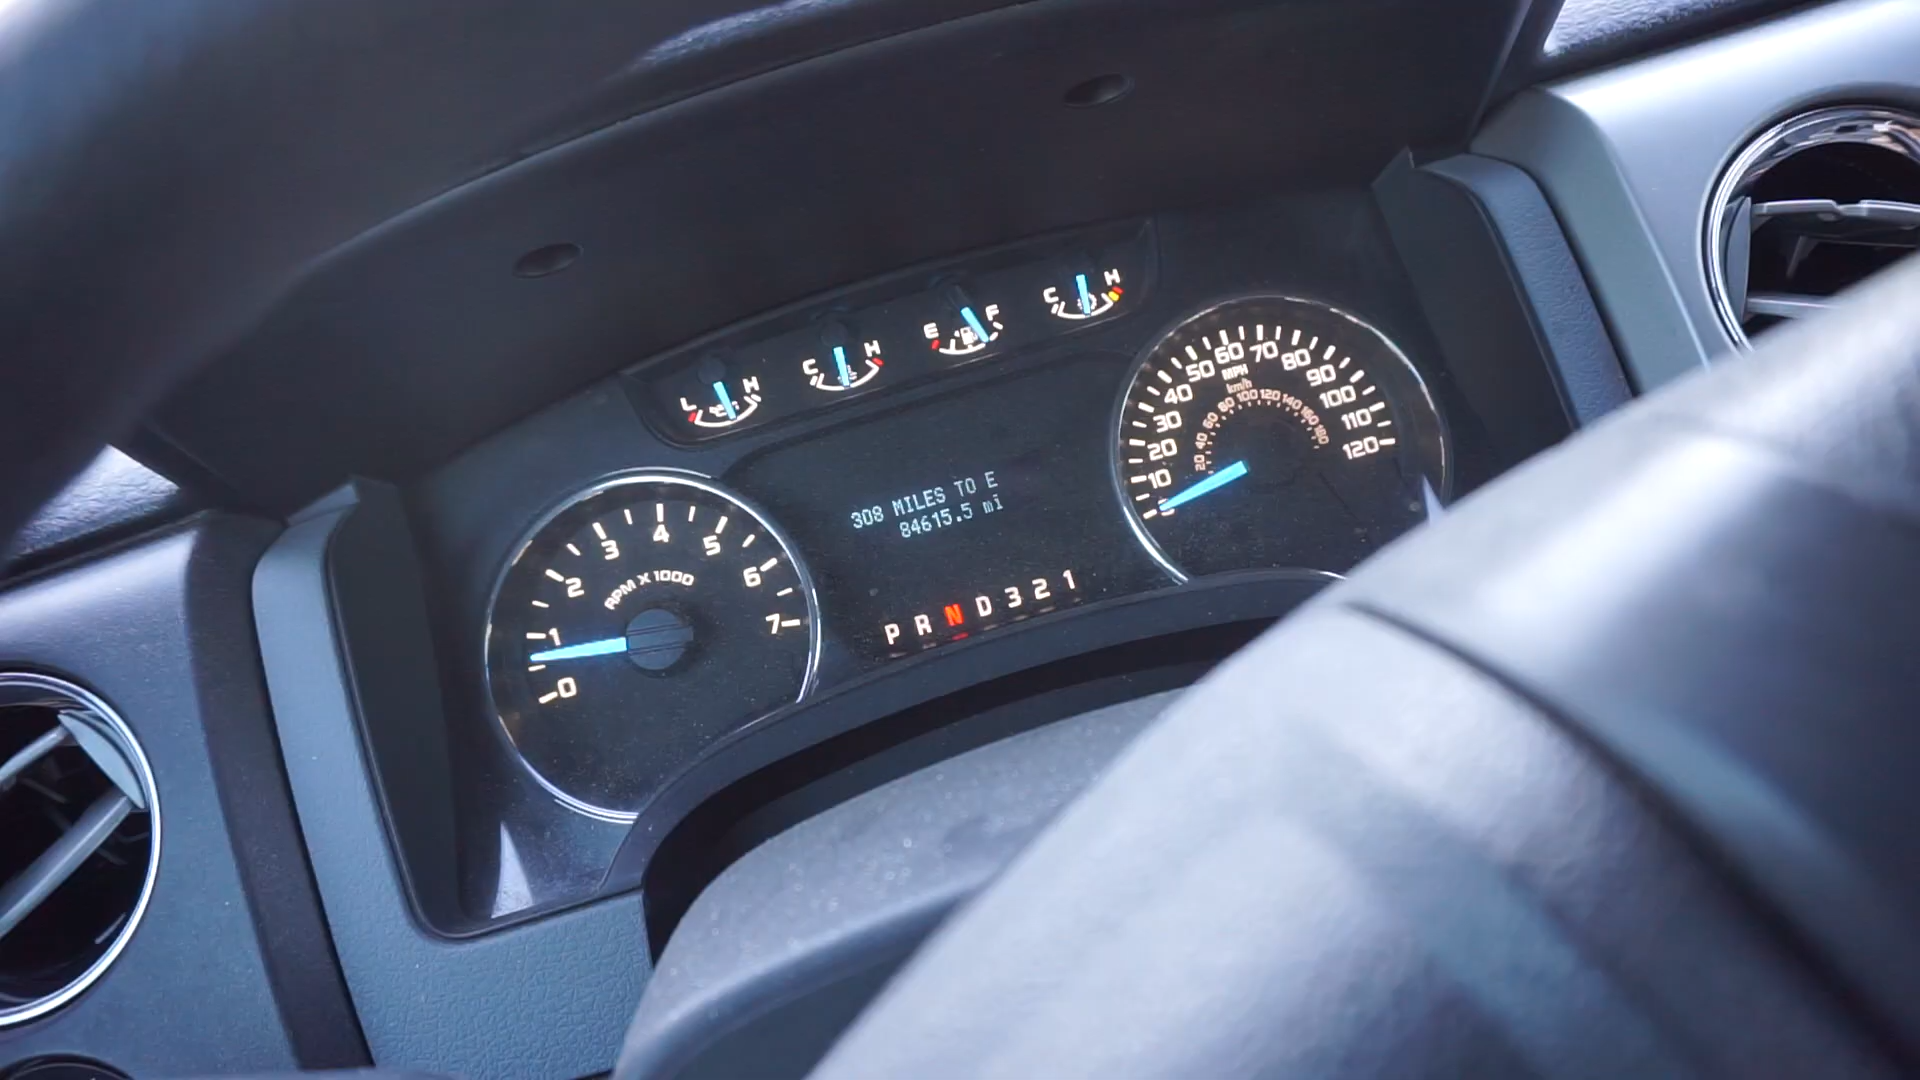 L H
C H
E F
C H
0 1 2 3 4 5 6 7
RPM X 1000
308 MILES TO E
84615.5 mi
P R N D 3 2 1
0 10 20 30 40 50 60 70 80 90 100 110 120
MPH
km/h
20 40 60 80 100 120 140 160 180